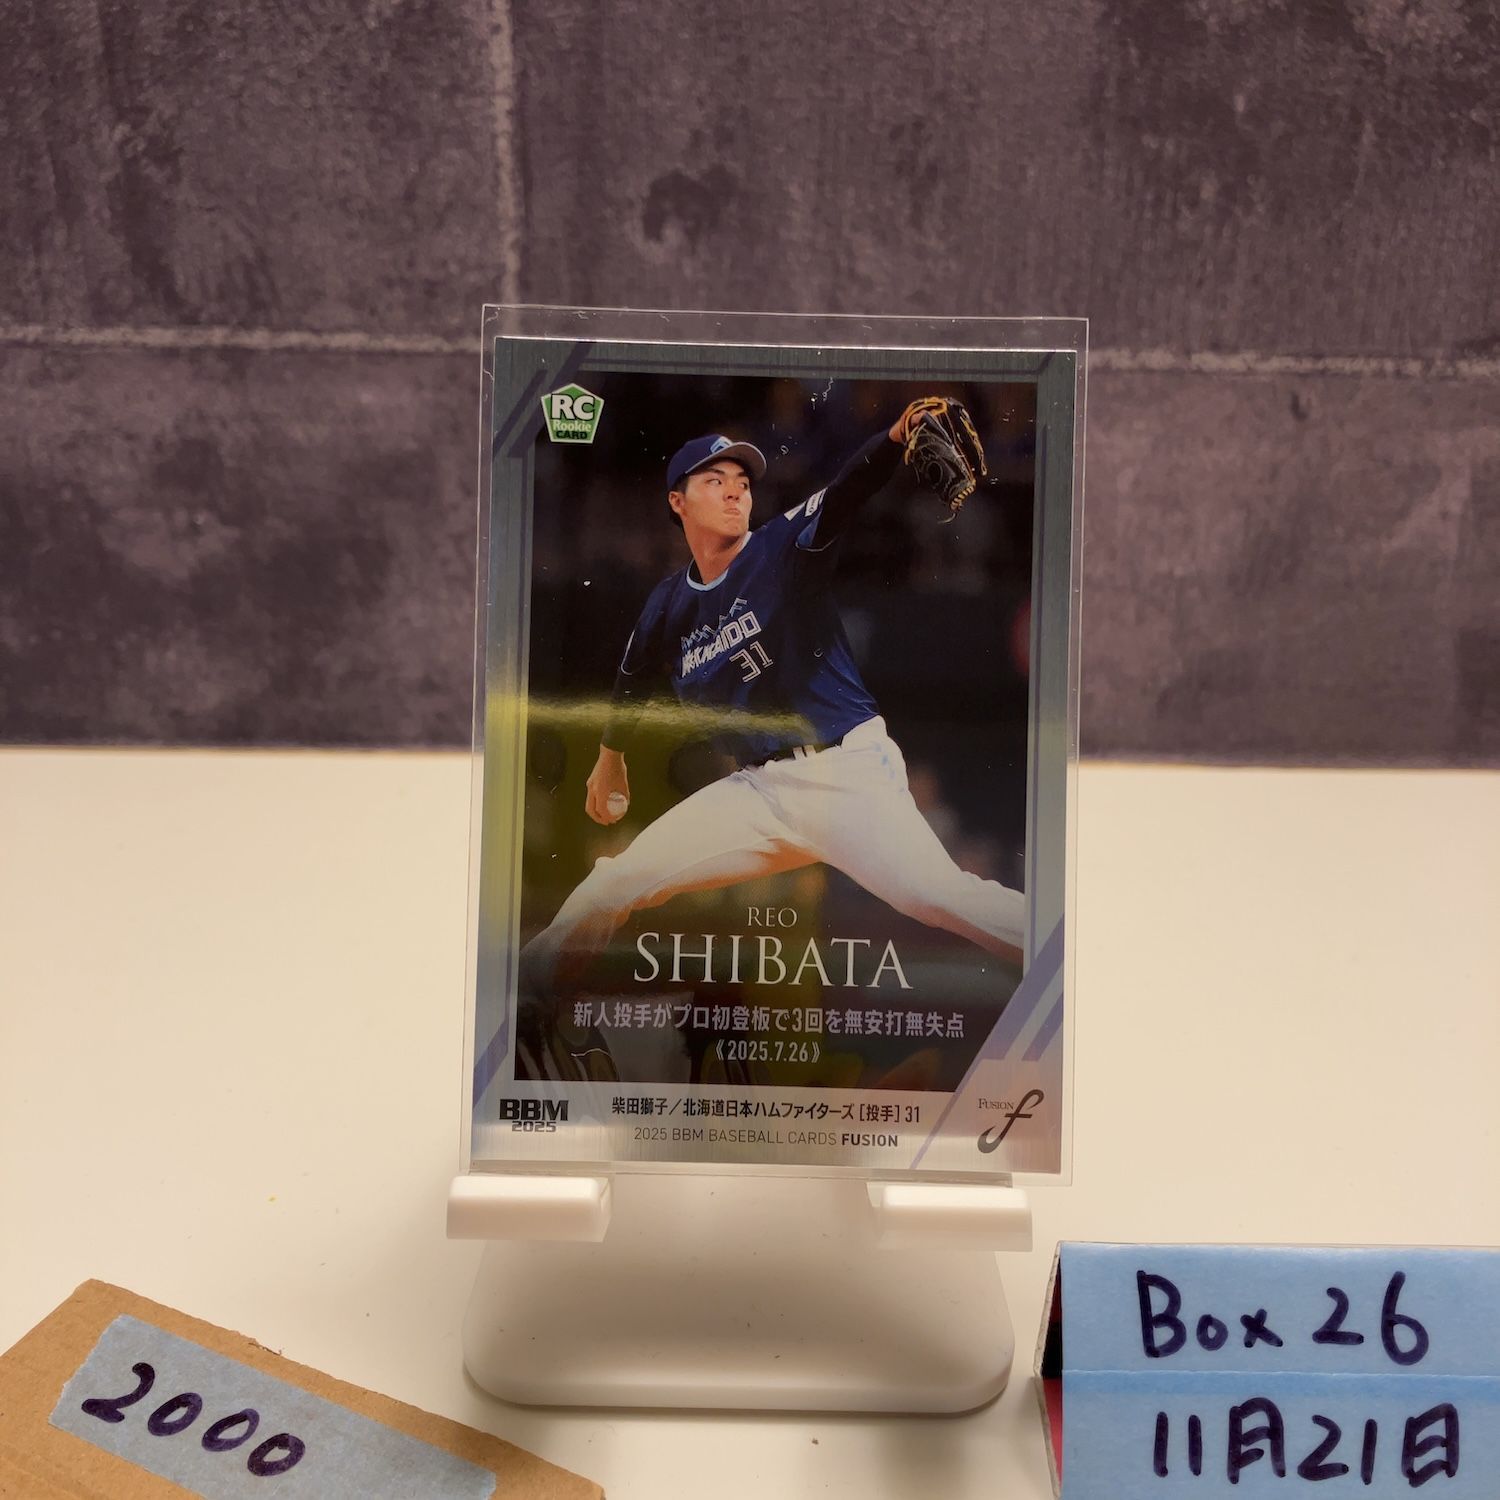 RC
Rookie
CARD
HOKKAIDO
31
REO
SHIBATA
新人投手がプロ初登板で3回を無安打無失点
《2025.7.26》
BBM
2025
柴田獅子／北海道日本ハムファイターズ [投手] 31
2025 BBM BASEBALL CARDS FUSION
FUSION f
2000
Box 26
11月21日